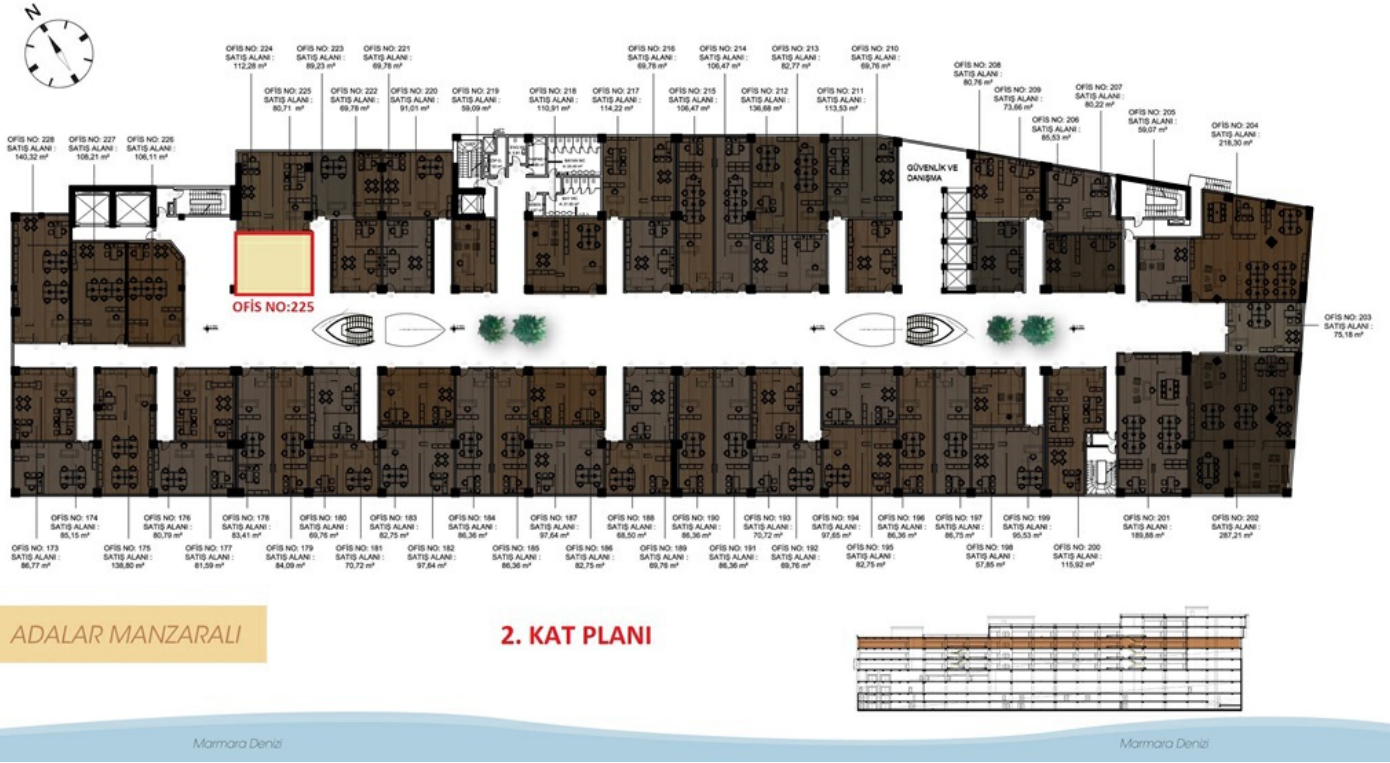 N
OFİS NO: 224
SATIŞ ALANI :
112,28 m²
OFİS NO: 223
SATIŞ ALANI :
89,23 m²
OFİS NO: 221
SATIŞ ALANI :
69,78 m²
OFİS NO: 216
SATIŞ ALANI :
69,78 m²
OFİS NO: 214
SATIŞ ALANI :
106,47 m²
OFİS NO: 213
SATIŞ ALANI :
82,77 m²
OFİS NO: 210
SATIŞ ALANI :
69,76 m²
OFİS NO: 208
SATIŞ ALANI :
80,76 m²
OFİS NO: 225
SATIŞ ALANI :
80,71 m²
OFİS NO: 222
SATIŞ ALANI :
69,78 m²
OFİS NO: 220
SATIŞ ALANI :
91,01 m²
OFİS NO: 219
SATIŞ ALANI :
59,09 m²
OFİS NO: 218
SATIŞ ALANI :
110,91 m²
OFİS NO: 217
SATIŞ ALANI :
114,22 m²
OFİS NO: 215
SATIŞ ALANI :
106,47 m²
OFİS NO: 212
SATIŞ ALANI :
136,68 m²
OFİS NO: 211
SATIŞ ALANI :
113,53 m²
OFİS NO: 209
SATIŞ ALANI :
73,66 m²
OFİS NO: 207
SATIŞ ALANI :
80,22 m²
OFİS NO: 206
SATIŞ ALANI :
85,53 m²
OFİS NO: 205
SATIŞ ALANI :
59,07 m²
OFİS NO: 204
SATIŞ ALANI :
218,30 m²
OFİS NO: 228
SATIŞ ALANI :
140,32 m²
OFİS NO: 227
SATIŞ ALANI :
108,21 m²
OFİS NO: 226
SATIŞ ALANI :
106,11 m²
GÜVENLİK VE
DANIŞMA
OFİS NO:225
OFİS NO: 203
SATIŞ ALANI :
75,18 m²
OFİS NO: 174
SATIŞ ALANI :
85,15 m²
OFİS NO: 176
SATIŞ ALANI :
80,79 m²
OFİS NO: 178
SATIŞ ALANI :
83,41 m²
OFİS NO: 180
SATIŞ ALANI :
69,76 m²
OFİS NO: 183
SATIŞ ALANI :
82,75 m²
OFİS NO: 184
SATIŞ ALANI :
86,36 m²
OFİS NO: 187
SATIŞ ALANI :
97,64 m²
OFİS NO: 188
SATIŞ ALANI :
68,50 m²
OFİS NO: 190
SATIŞ ALANI :
86,36 m²
OFİS NO: 193
SATIŞ ALANI :
70,72 m²
OFİS NO: 194
SATIŞ ALANI :
97,65 m²
OFİS NO: 196
SATIŞ ALANI :
86,36 m²
OFİS NO: 197
SATIŞ ALANI :
86,75 m²
OFİS NO: 199
SATIŞ ALANI :
95,53 m²
OFİS NO: 201
SATIŞ ALANI :
189,88 m²
OFİS NO: 202
SATIŞ ALANI :
287,21 m²
OFİS NO: 173
SATIŞ ALANI :
86,77 m²
OFİS NO: 175
SATIŞ ALANI :
138,80 m²
OFİS NO: 177
SATIŞ ALANI :
81,59 m²
OFİS NO: 179
SATIŞ ALANI :
84,09 m²
OFİS NO: 181
SATIŞ ALANI :
70,72 m²
OFİS NO: 182
SATIŞ ALANI :
97,64 m²
OFİS NO: 185
SATIŞ ALANI :
86,36 m²
OFİS NO: 186
SATIŞ ALANI :
82,75 m²
OFİS NO: 189
SATIŞ ALANI :
69,76 m²
OFİS NO: 191
SATIŞ ALANI :
86,36 m²
OFİS NO: 192
SATIŞ ALANI :
69,76 m²
OFİS NO: 195
SATIŞ ALANI :
82,75 m²
OFİS NO: 198
SATIŞ ALANI :
57,85 m²
OFİS NO: 200
SATIŞ ALANI :
115,92 m²
ADALAR MANZARALI
2. KAT PLANI
Marmara Denizi
Marmara Denizi